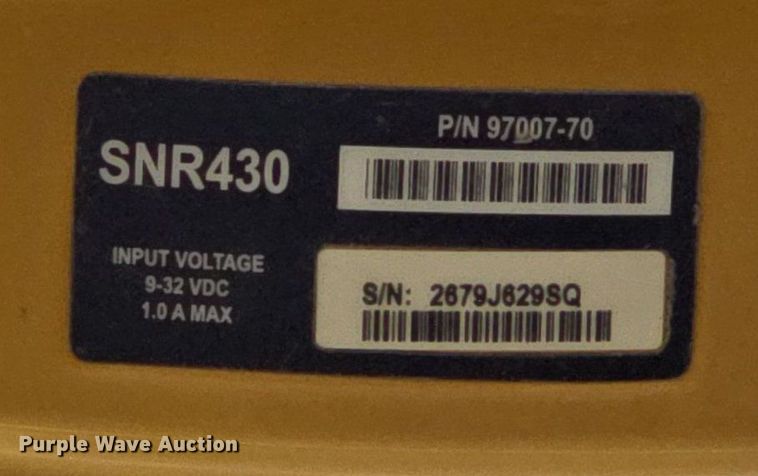 SNR430
P/N 97007-70
INPUT VOLTAGE
9-32 VDC
1.0 A MAX
S/N: 2679J629SQ
Purple Wave Auction